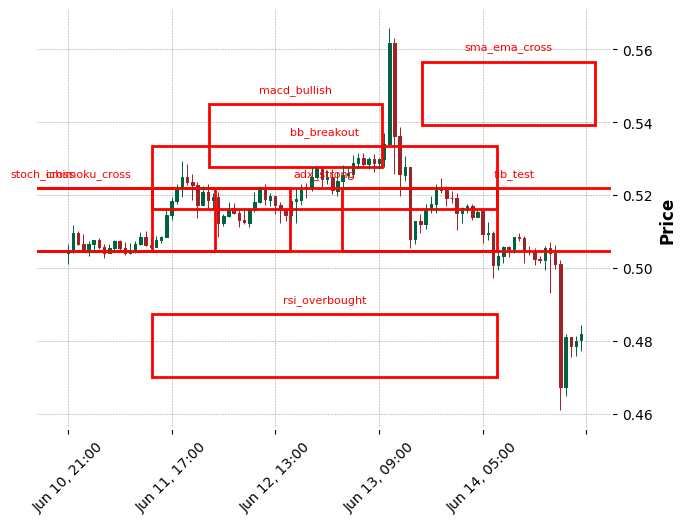 sma_ema_cross
0.56
macd_bullish
0.54
bb_breakout
ichimoku_cross
adx_strong
fib_test
0.52
Price
0.50
rsi_overbought
0.48
0.46
Jun 10, 21:00
Jun 11, 17:00
Jun 12, 13:00
Jun 13, 09:00
Jun 14, 05:00